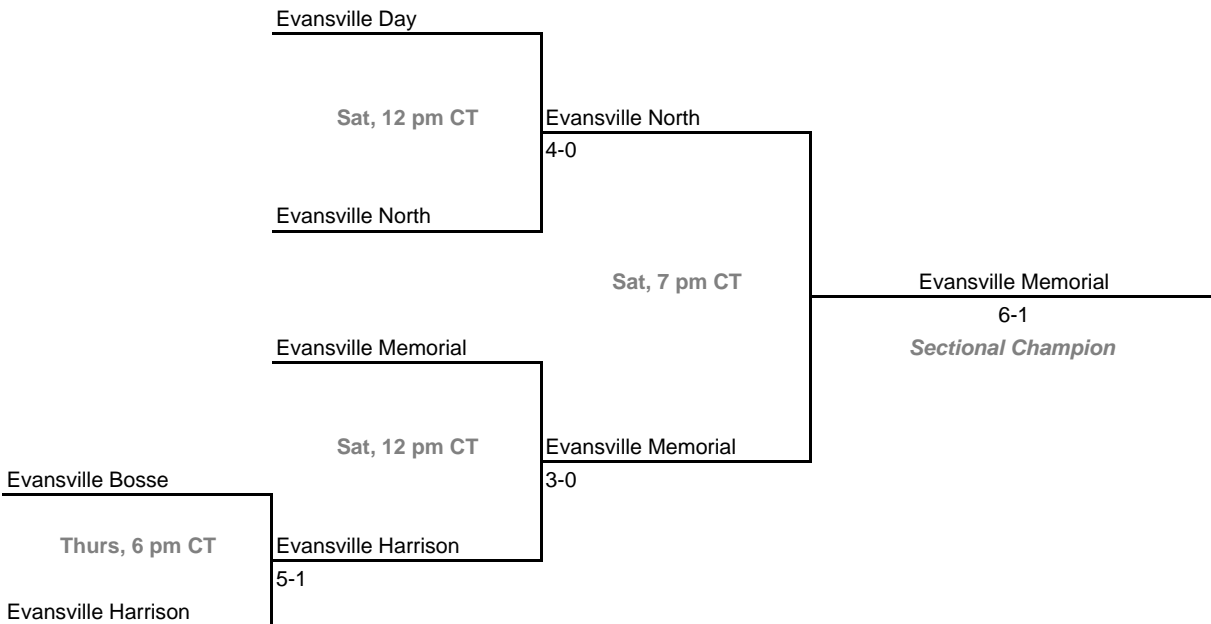 Evansville Day
Sat, 12 pm CT
Evansville North
4-0
Evansville North
Sat, 7 pm CT
Evansville Memorial
6-1
Sectional Champion
Evansville Memorial
Sat, 12 pm CT
Evansville Memorial
3-0
Evansville Bosse
Thurs, 6 pm CT
Evansville Harrison
5-1
Evansville Harrison